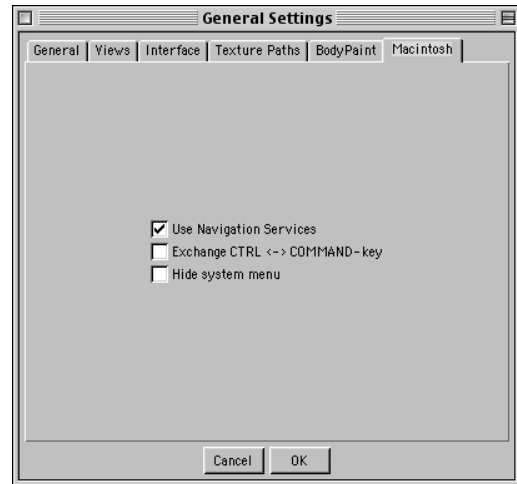 General Settings
General Views Interface Texture Paths BodyPaint Macintosh
Use Navigation Services
Exchange CTRL <-> COMMAND-key
Hide system menu
Cancel OK